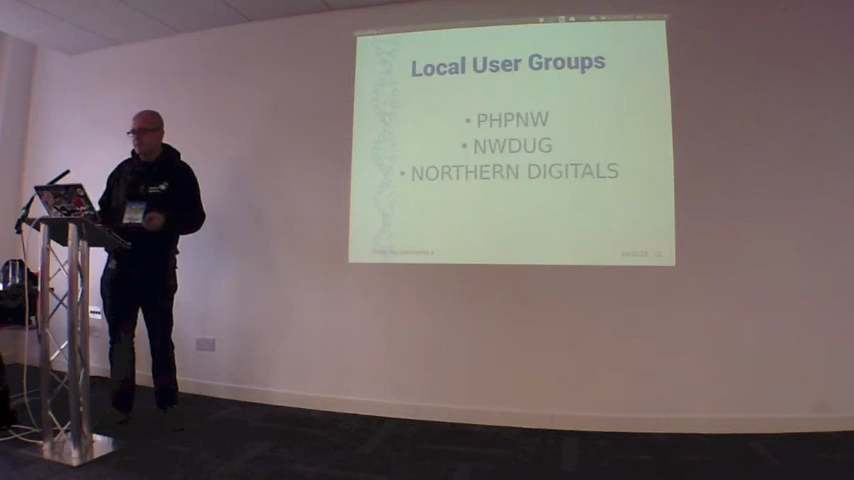 Local User Groups
• PHPNW
• NWDUG
• NORTHERN DIGITALS